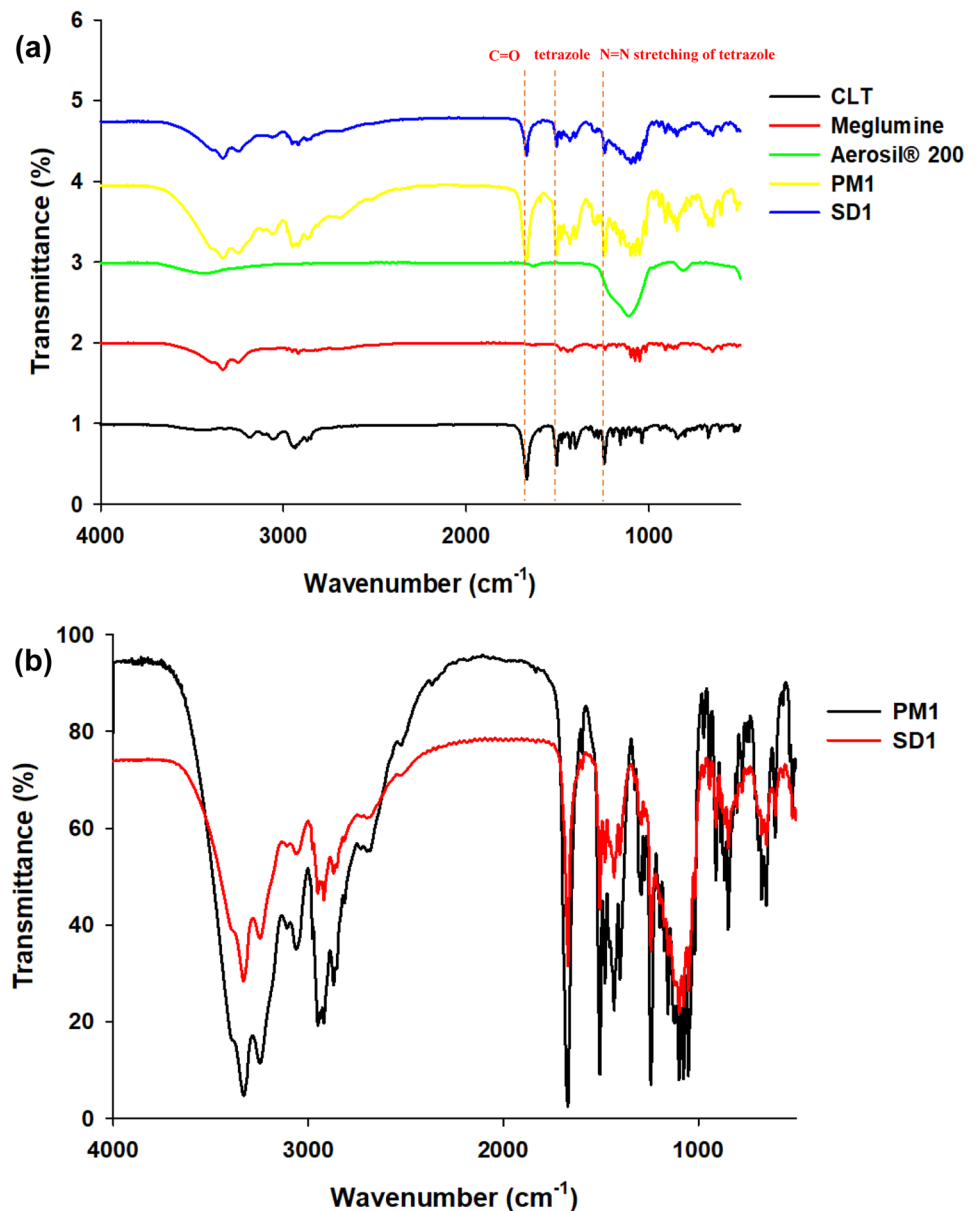 (a)
C=O tetrazole N=N stretching of tetrazole
CLT
Meglumine
Aerosil® 200
PM1
SD1
Transmittance (%)
6
5
4
3
2
1
0
4000 3000 2000 1000
Wavenumber (cm⁻¹)
(b)
PM1
SD1
Transmittance (%)
100
80
60
40
20
0
4000 3000 2000 1000
Wavenumber (cm⁻¹)